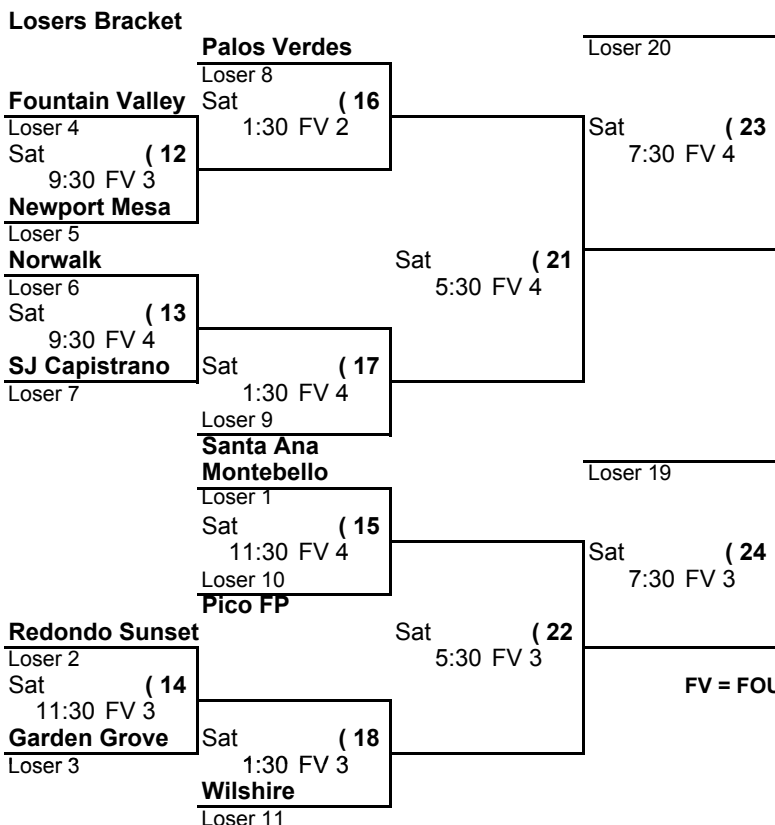 Losers Bracket
Palos Verdes
Loser 20
Loser 8
Fountain Valley
Sat ( 16
Loser 4
1:30 FV 2
Sat ( 23
Sat ( 12
7:30 FV 4
9:30 FV 3
Newport Mesa
Loser 5
Norwalk
Sat ( 21
Loser 6
5:30 FV 4
Sat ( 13
9:30 FV 4
SJ Capistrano
Sat ( 17
Loser 7
1:30 FV 4
Loser 9
Santa Ana
Montebello
Loser 19
Loser 1
Sat ( 15
11:30 FV 4
Sat ( 24
Loser 10
7:30 FV 3
Pico FP
Redondo Sunset
Sat ( 22
Loser 2
5:30 FV 3
Sat ( 14
FV = FOU
11:30 FV 3
Garden Grove
Sat ( 18
Loser 3
1:30 FV 3
Wilshire
Loser 11